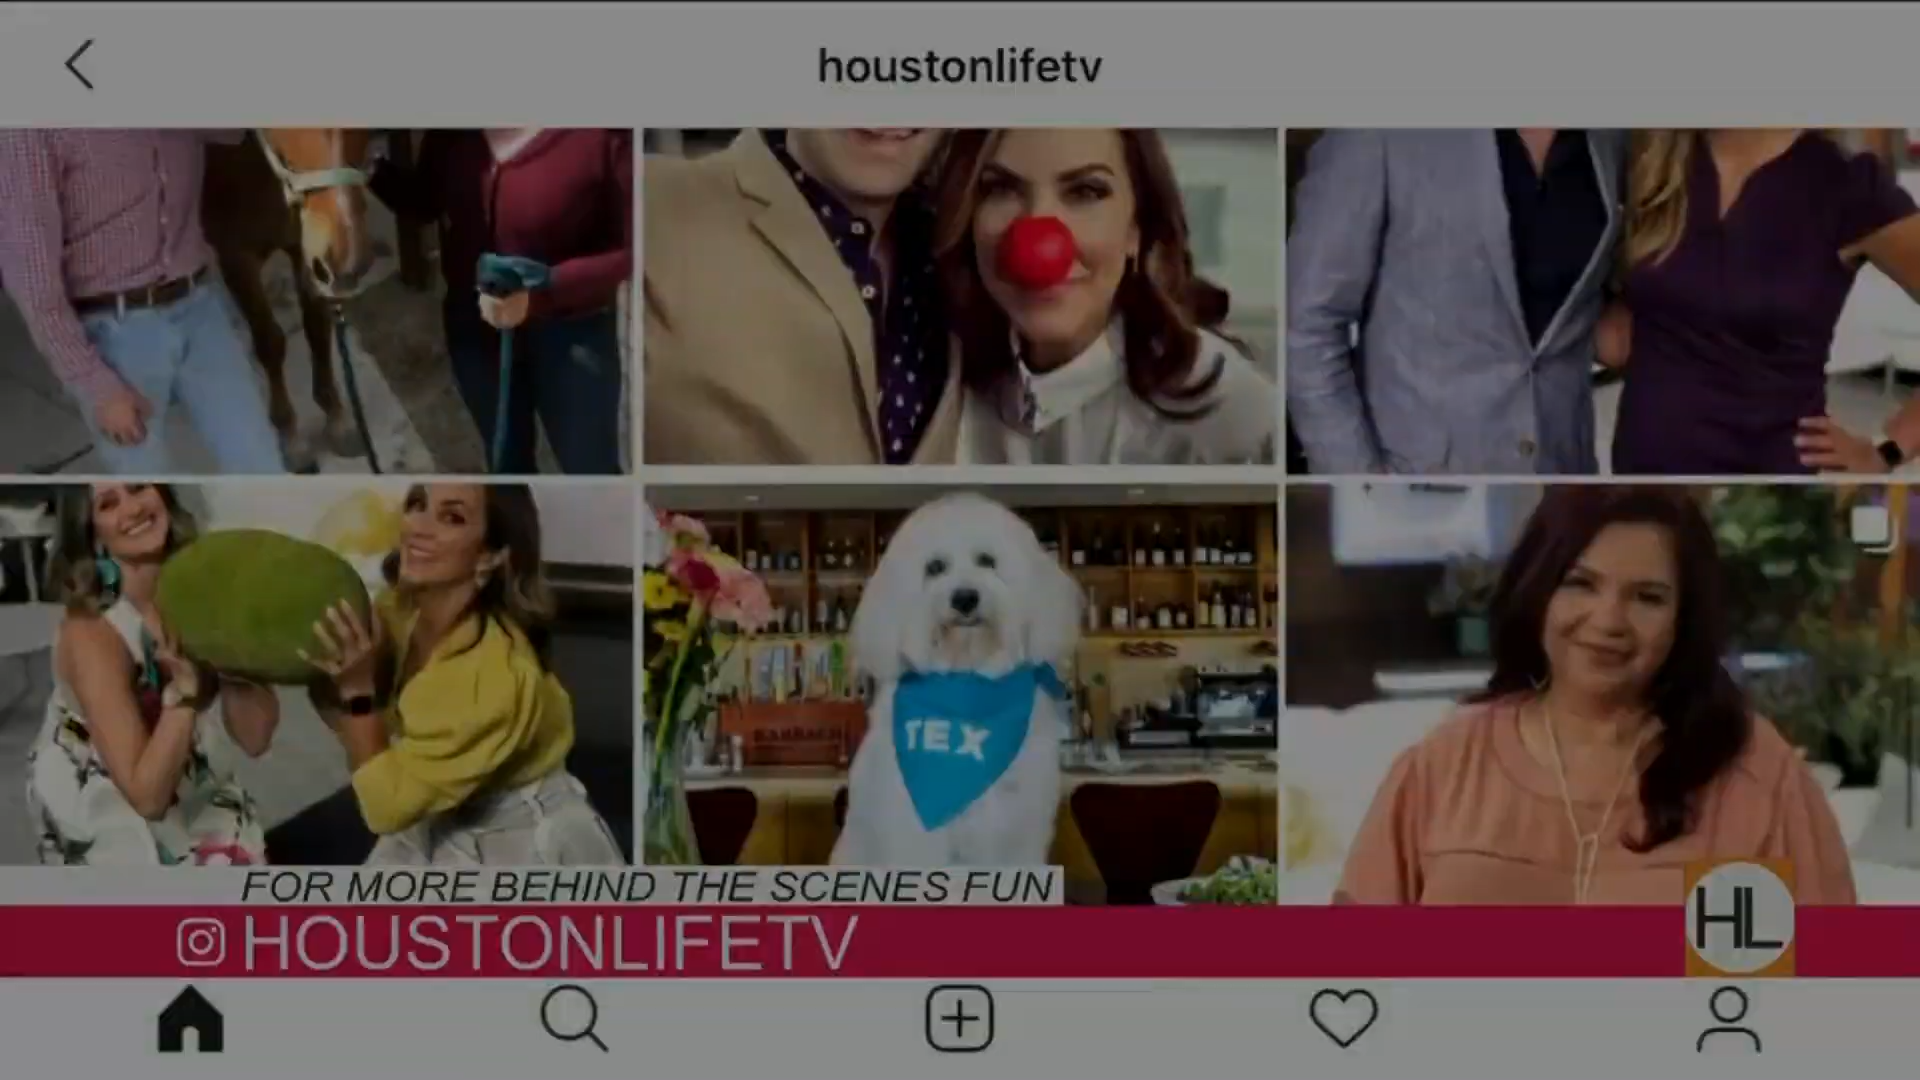 houstonlifetv
TEX
FOR MORE BEHIND THE SCENES FUN
HOUSTONLIFETV
HL